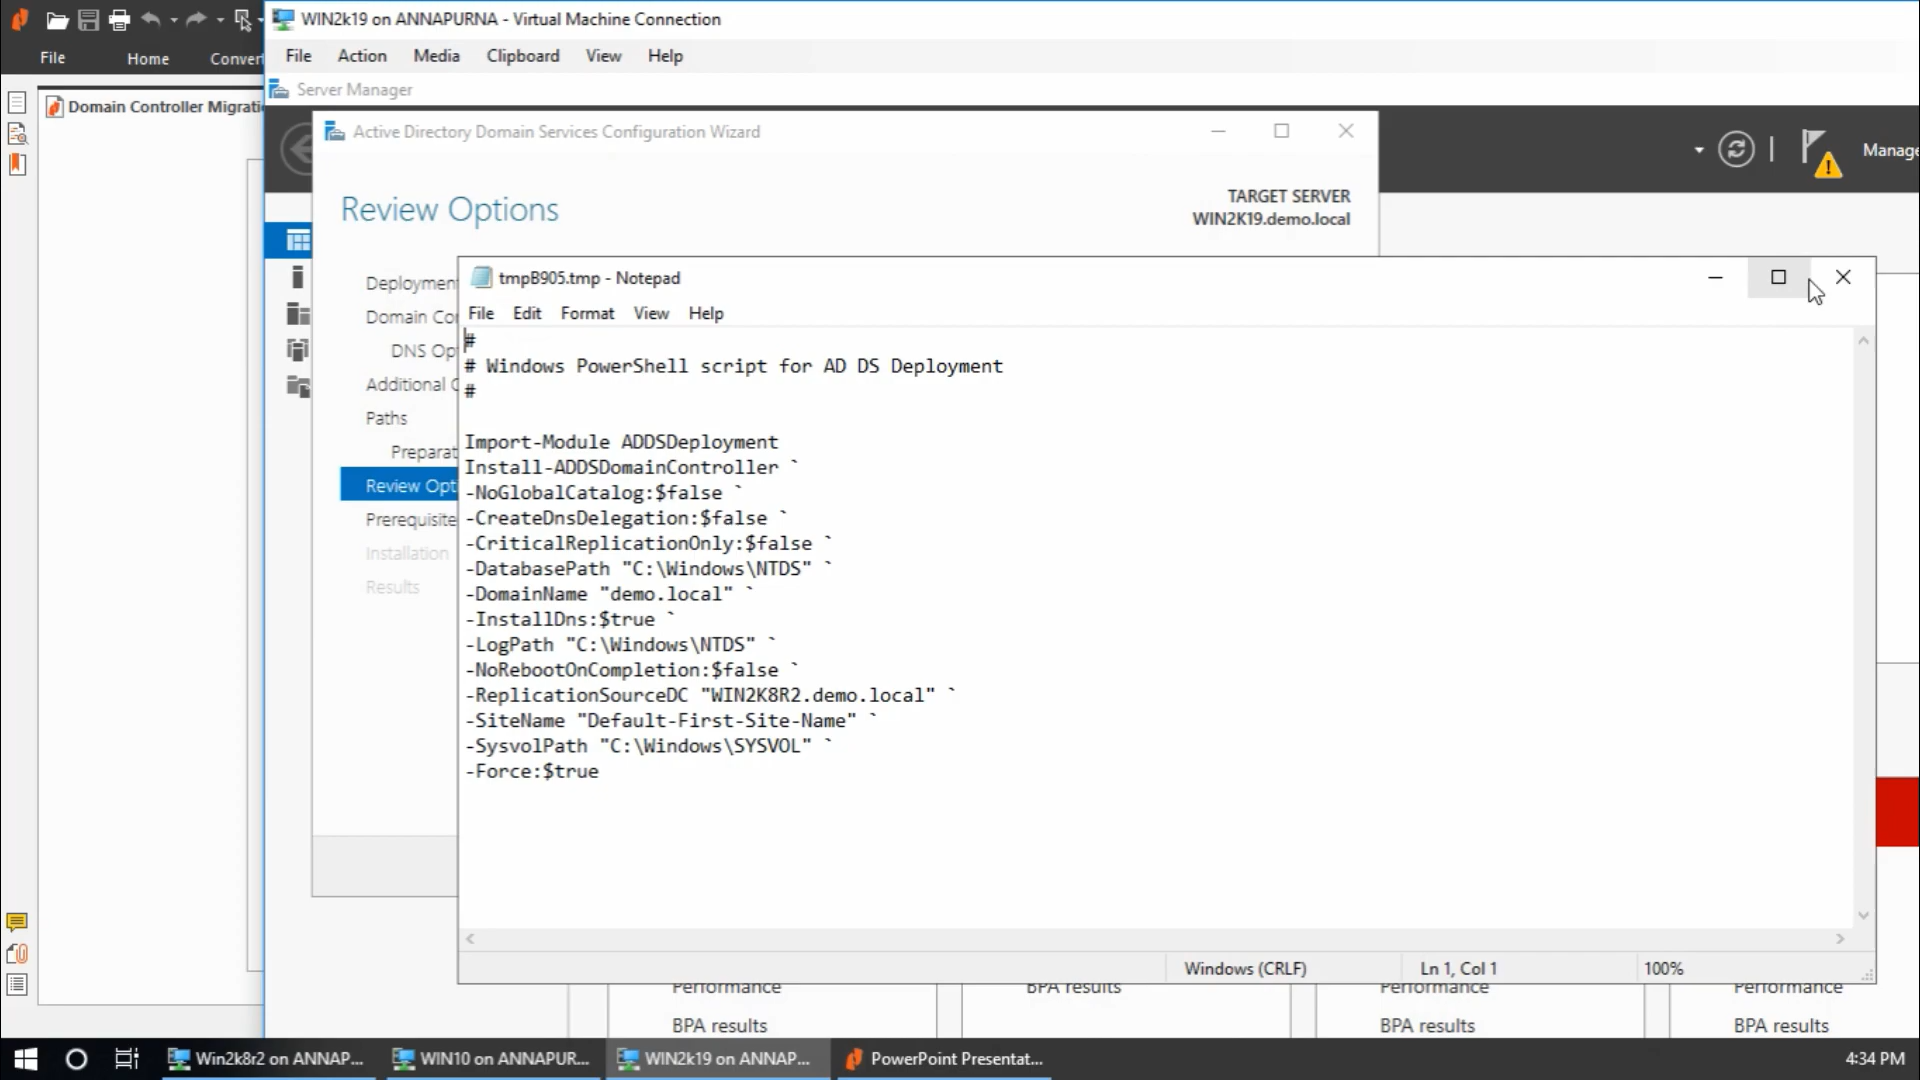 WIN2k19 on ANNAPURNA - Virtual Machine Connection
File Home Conver
File Action Media Clipboard View Help
Server Manager
Domain Controller Migrati
Active Directory Domain Services Configuration Wizard
Manage
Review Options
TARGET SERVER
WIN2K19.demo.local
Deploymen
Domain Co
DNS Op
Additional
Paths
Preparat
Review Opti
Prerequisite
Installation
Results
tmpB905.tmp - Notepad
File Edit Format View Help
#
# Windows PowerShell script for AD DS Deployment
#
Import-Module ADDSDeployment
Install-ADDSDomainController `
-NoGlobalCatalog:$false `
-CreateDnsDelegation:$false `
-CriticalReplicationOnly:$false `
-DatabasePath "C:\Windows\NTDS" `
-DomainName "demo.local" `
-InstallDns:$true `
-LogPath "C:\Windows\NTDS" `
-NoRebootOnCompletion:$false `
-ReplicationSourceDC "WIN2K8R2.demo.local" `
-SiteName "Default-First-Site-Name" `
-SysvolPath "C:\Windows\SYSVOL" `
-Force:$true
Windows (CRLF) Ln 1, Col 1 100%
Performance BPA results Performance Performance
BPA results BPA results BPA results
Win2k8r2 on ANNAP... WIN10 on ANNAPUR... WIN2k19 on ANNAP... PowerPoint Presentat... 4:34 PM